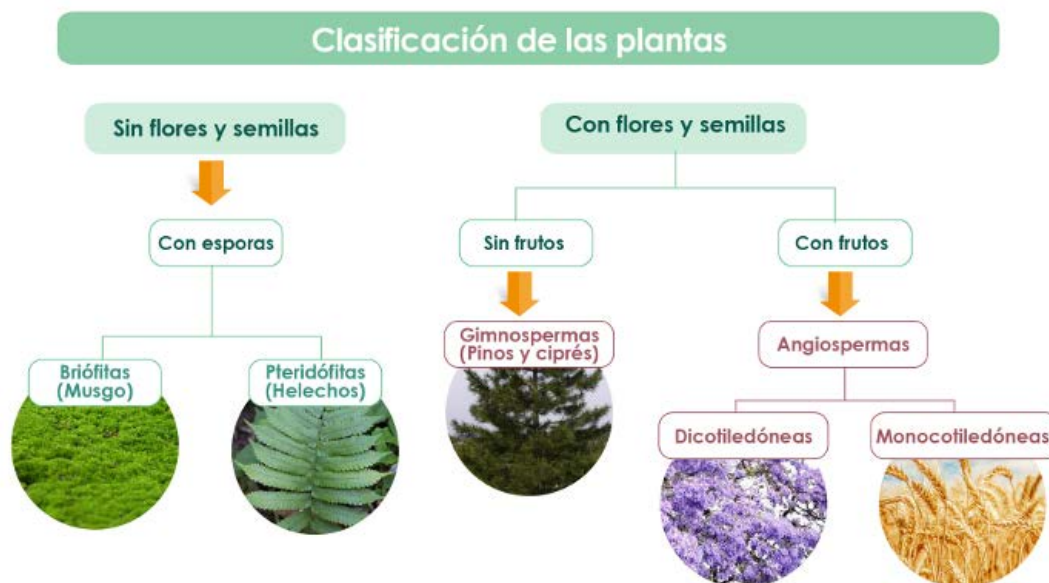 Clasificación de las plantas
Sin flores y semillas
Con flores y semillas
Con esporas
Sin frutos
Con frutos
Briófitas
(Musgo)
Pteridófitas
(Helechos)
Gimnospermas
(Pinos y ciprés)
Angiospermas
Dicotiledóneas
Monocotiledóneas